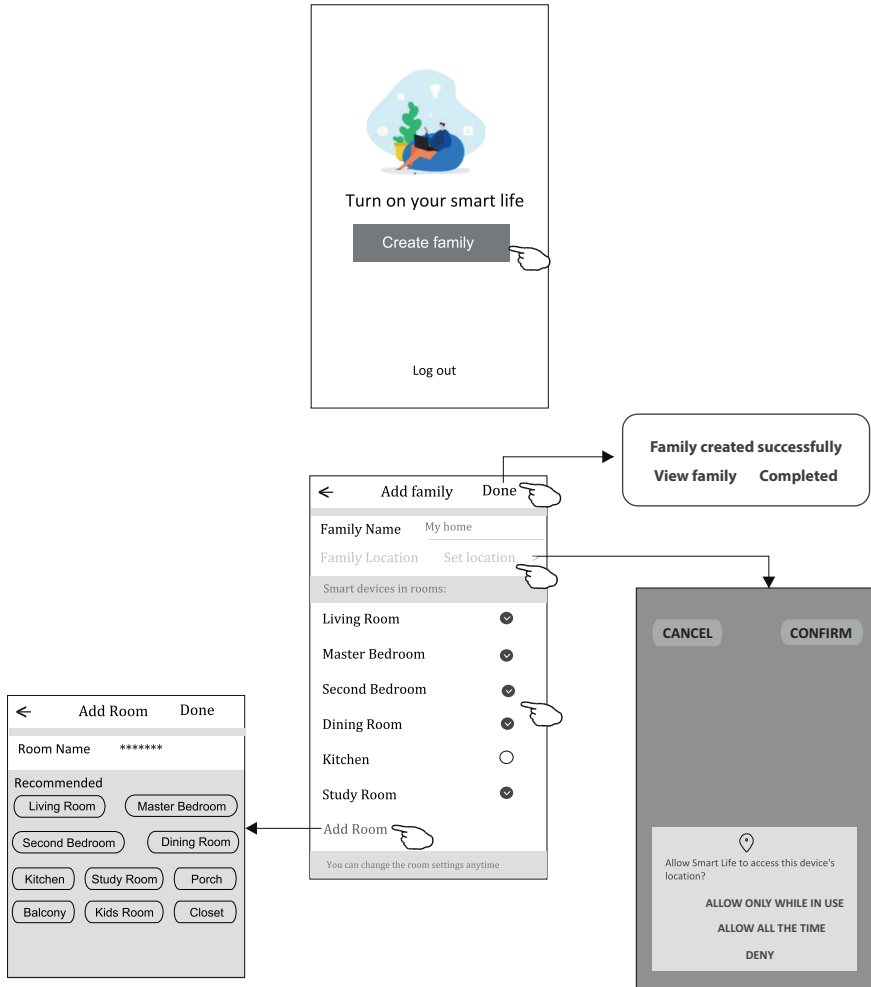 Turn on your smart life
Create family
Log out
Family created successfully
View family Completed
Add family Done
Family Name My home
Family Location Set location >
Smart devices in rooms:
Living Room
Master Bedroom
Second Bedroom
Dining Room
Kitchen
Study Room
Add Room
You can change the room settings anytime
CANCEL CONFIRM
Allow Smart Life to access this device's
location?
ALLOW ONLY WHILE IN USE
ALLOW ALL THE TIME
DENY
Add Room Done
Room Name *******
Recommended
Living Room Master Bedroom
Second Bedroom Dining Room
Kitchen Study Room Porch
Balcony Kids Room Closet